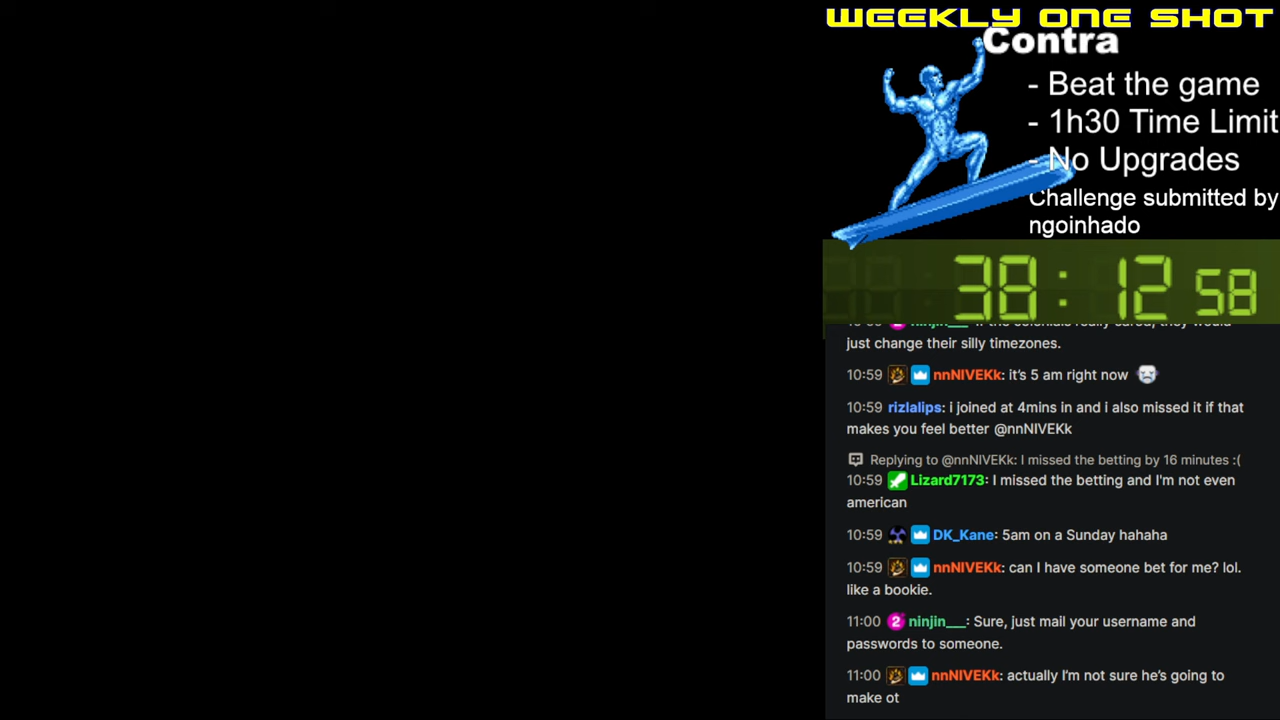 WEEKLY ONE SHOT
Contra
- Beat the game
- 1h30 Time Limit
- No Upgrades
Challenge submitted by
ngoinhado
38:12 58
just change their silly timezones.
10:59 nnNIVEKk: it's 5 am right now
10:59 rizlalips: i joined at 4mins in and i also missed it if that
makes you feel better @nnNIVEKk
Replying to @nnNIVEKk: I missed the betting by 16 minutes :(
10:59 Lizard7173: I missed the betting and I'm not even
american
10:59 DK_Kane: 5am on a Sunday hahaha
10:59 nnNIVEKk: can I have someone bet for me? lol.
like a bookie.
11:00 2 ninjin___: Sure, just mail your username and
passwords to someone.
11:00 nnNIVEKk: actually I'm not sure he's going to
make ot